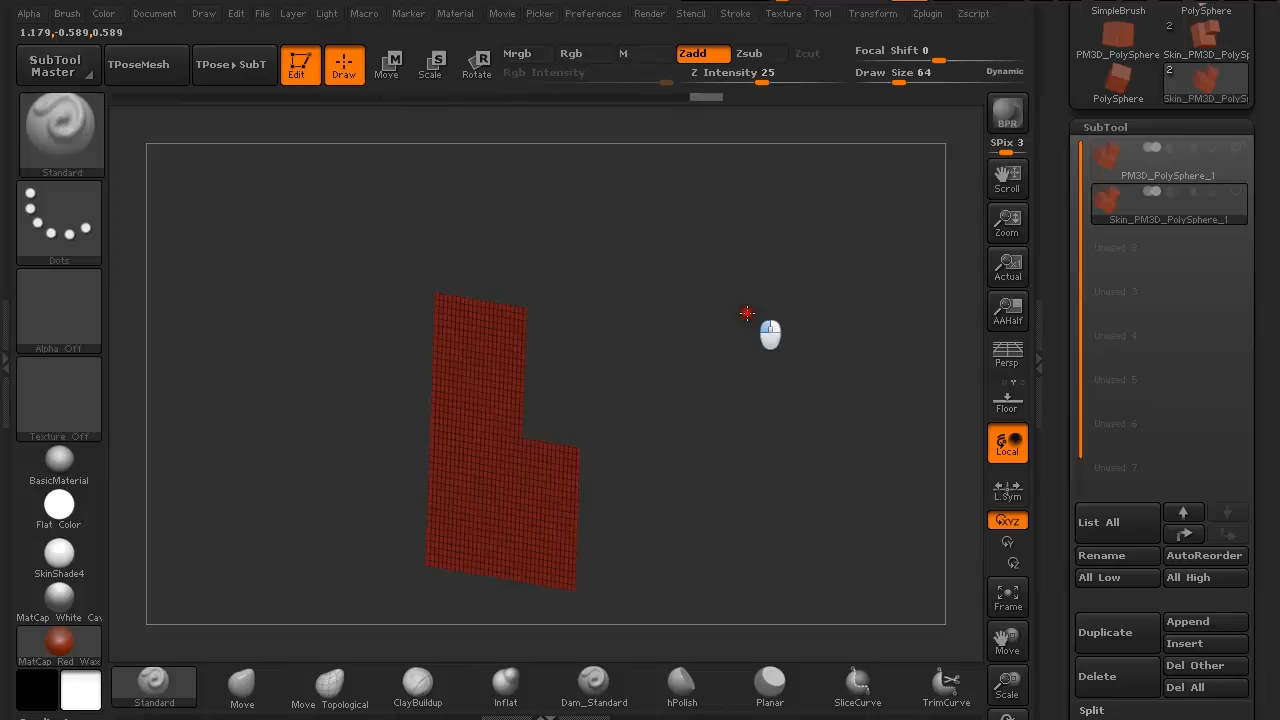 Alpha Brush Color Document Draw Edit File Layer Light Macro Marker Material Movie Picker Preferences Render Stencil Stroke Texture Tool Transform Zplugin Zscript
1.179,-0.589,0.589
SubTool Master
TPoseMesh
TPose▸SubT
Edit
Draw
Move
Scale
Rotate
Mrgb Rgb M Zadd Zsub Zcut
Rgb Intensity
Z Intensity 25
Focal Shift 0
Draw Size 64
Dynamic
Standard
Dots
Alpha Off
Texture Off
BasicMaterial
Flat Color
SkinShade4
MatCap White Cav
MatCap Red Wax
BPR
SPix 3
Scroll
Zoom
Actual
AAHalf
Persp
Floor
Local
L.Sym
XYZ
Y
Z
Frame
Move
Scale
SimpleBrush
PolySphere
2
PM3D_PolySphere
Skin_PM3D_PolySp
2
PolySphere
Skin_PM3D_PolySp
SubTool
PM3D_PolySphere_1
Skin_PM3D_PolySphere_1
Unused 2
Unused 3
Unused 4
Unused 5
Unused 6
Unused 7
List All
Rename
AutoReorder
All Low
All High
Duplicate
Append
Insert
Delete
Del Other
Del All
Split
Standard
Move
Move Topological
ClayBuildup
Inflat
Dam_Standard
hPolish
Planar
SliceCurve
TrimCurve